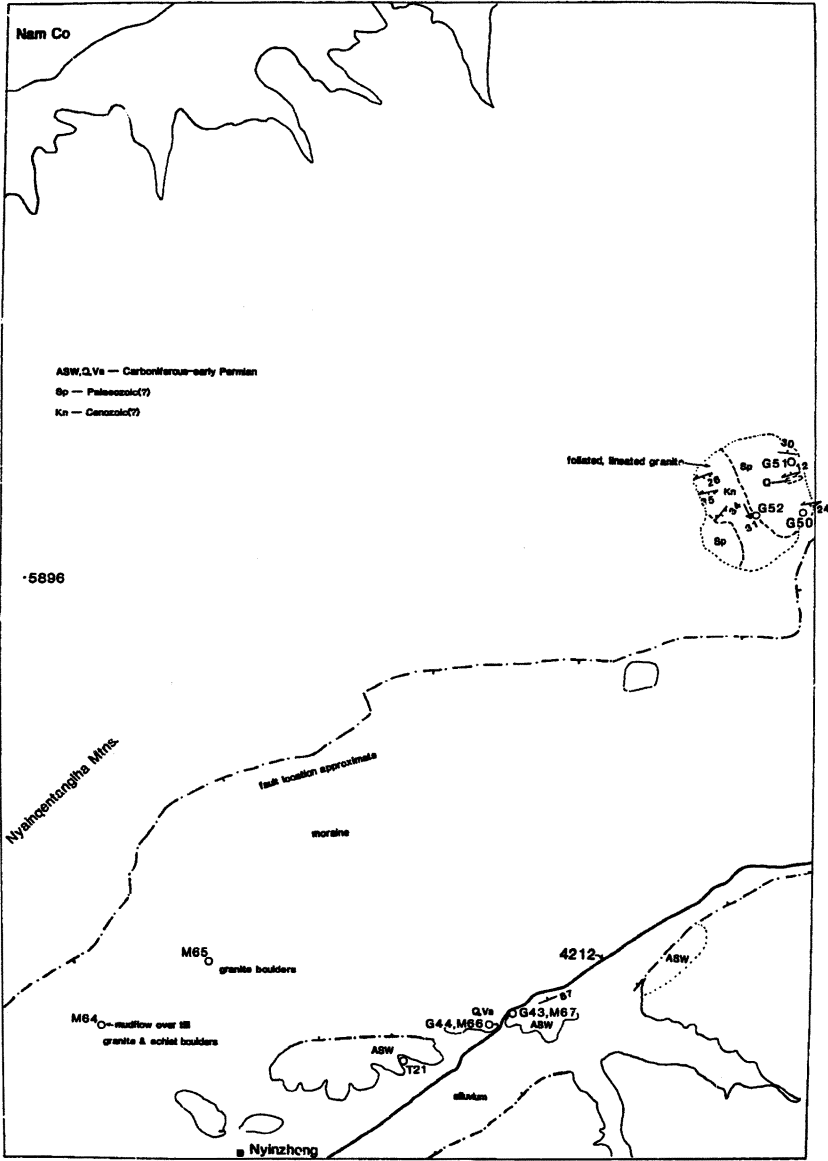 Nam Co
ASW,Q,Vs — Carboniferous-early Permian
Sp — Palaeozoic(?)
Kn — Cenozoic(?)
30
foliated, lineated granite
Sp
G51
12
26
Q
Kn
35
34
G52
24
31
G50
Sp
·5896
Nyainqentanglha Mtns.
fault location approximate
moraine
M65
granite boulders
4212
ASW
M64
mudflow over till
granite & schist boulders
Q,Vs
G44,M66
G43,M67
ASW
ASW
T21
alluvium
Nyinzhong